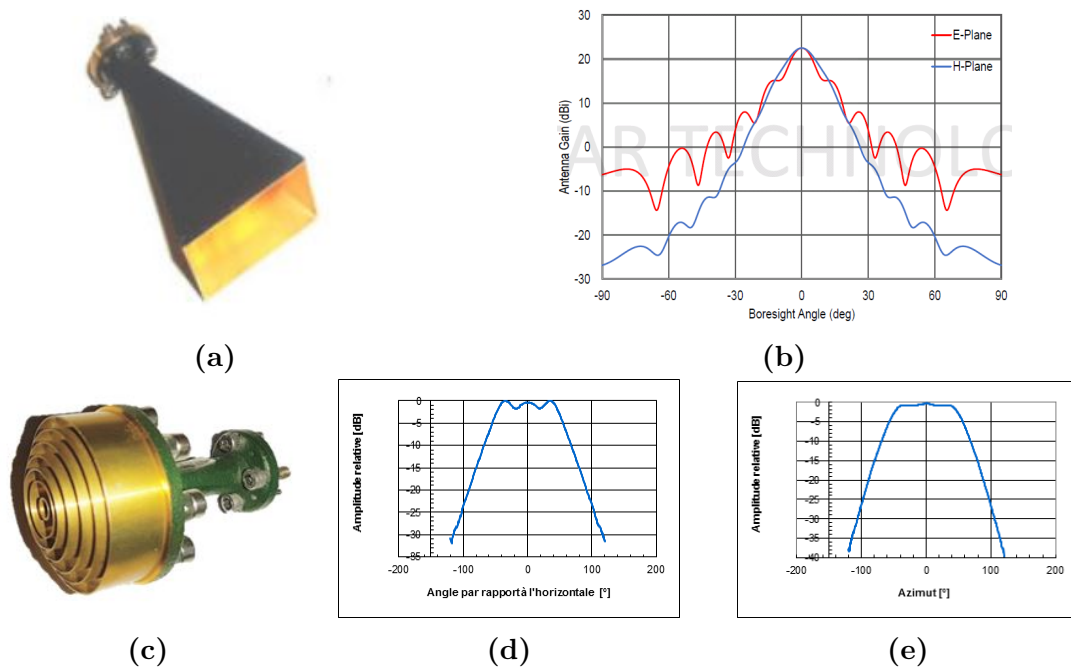 30
20
10
0
-10
-20
-30
Antenna Gain (dBi)
E-Plane
H-Plane
AR TECHNOLO
-90 -60 -30 0 30 60 90
Boresight Angle (deg)
(a)
(b)
0
-5
-10
-15
-20
-25
-30
-35
Amplitude relative [dB]
-200 -100 0 100 200
Angle par rapportà l'horizontale [°]
0
-5
-10
-15
-20
-25
-30
-35
-40
Amplitude relative [dB]
-200 -100 0 100 200
Azimut [°]
(c)
(d)
(e)